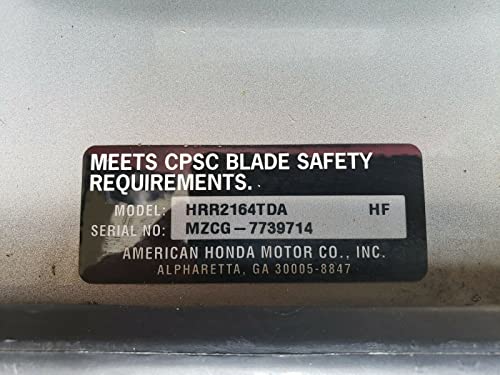 MEETS CPSC BLADE SAFETY
REQUIREMENTS.
MODEL: HRR2164TDA HF
SERIAL NO: MZCG-7739714
AMERICAN HONDA MOTOR CO., INC.
ALPHARETTA, GA 30005-8847